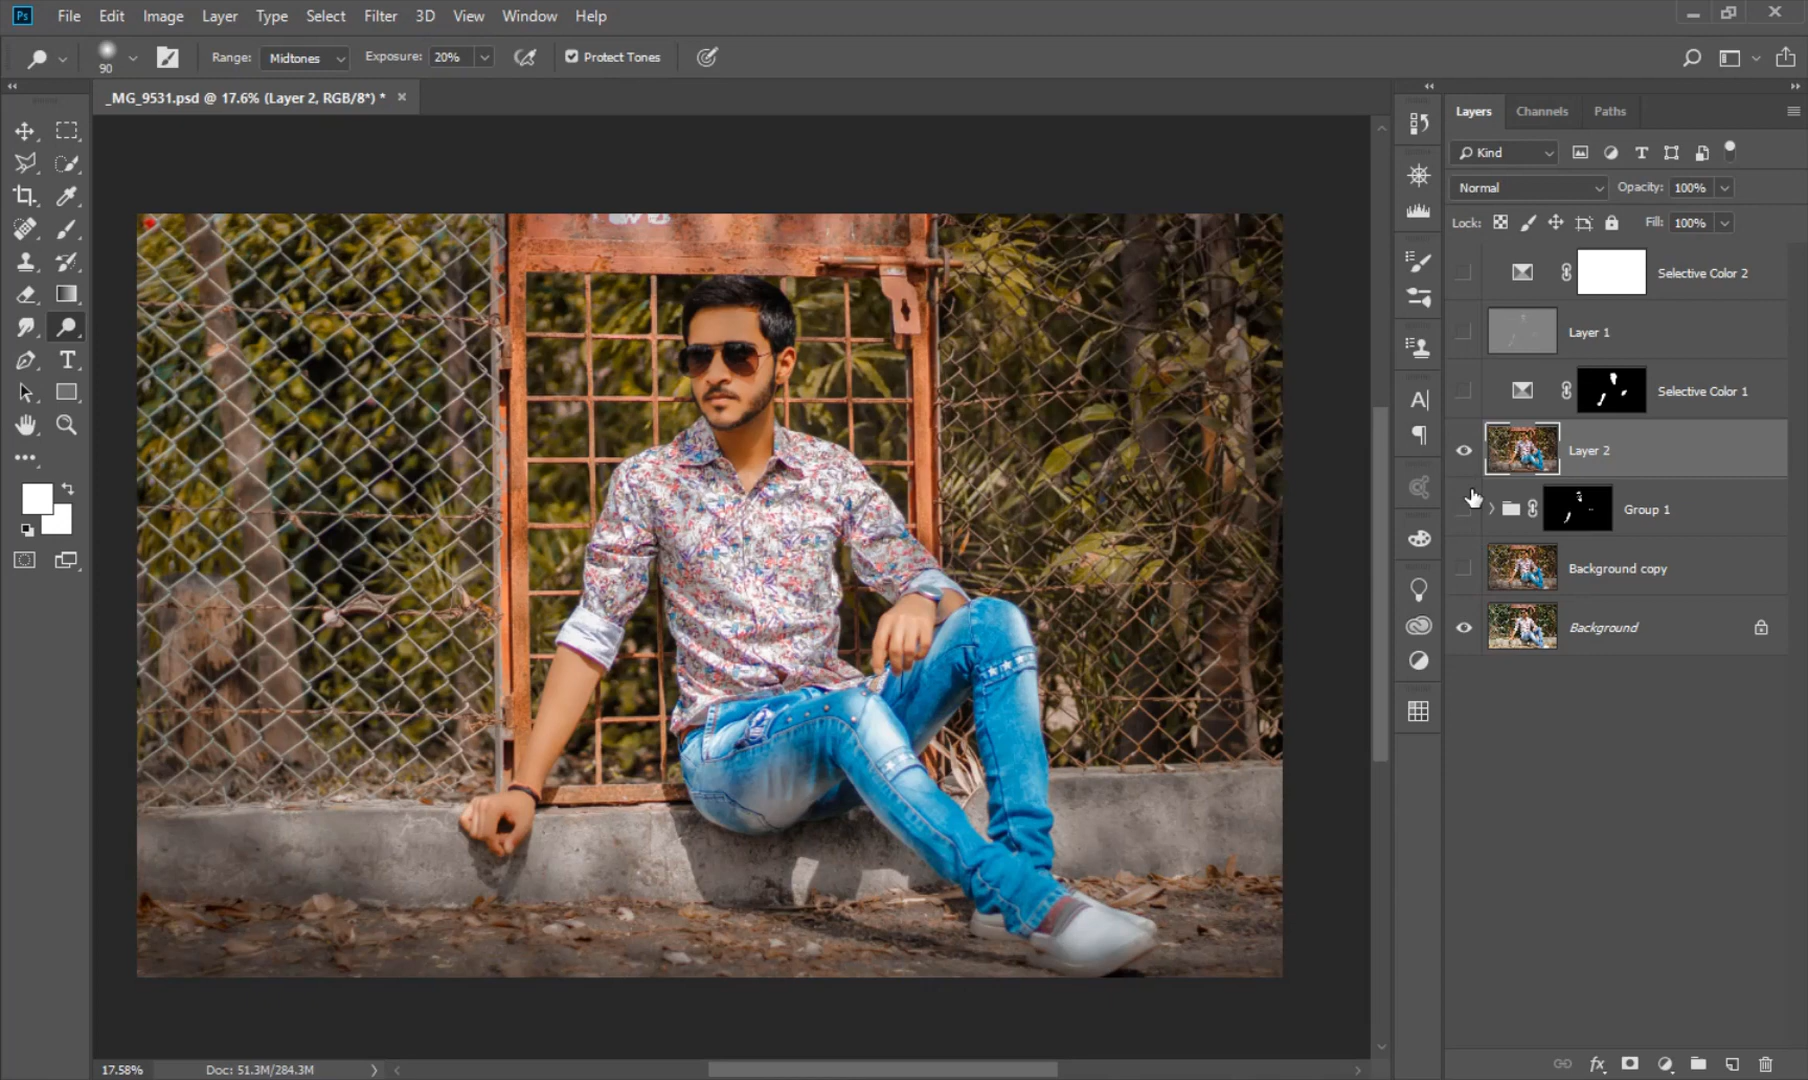 Ps File Edit Image Layer Type Select Filter 3D View Window Help
90 Range: Midtones Exposure: 20% Protect Tones
_MG_9531.psd @ 17.6% (Layer 2, RGB/8*) *
Layers Channels Paths
Kind
Normal Opacity: 100%
Lock: Fill: 100%
Selective Color 2
Layer 1
Selective Color 1
Layer 2
Group 1
Background copy
Background
17.58% Doc: 51.3M/284.3M